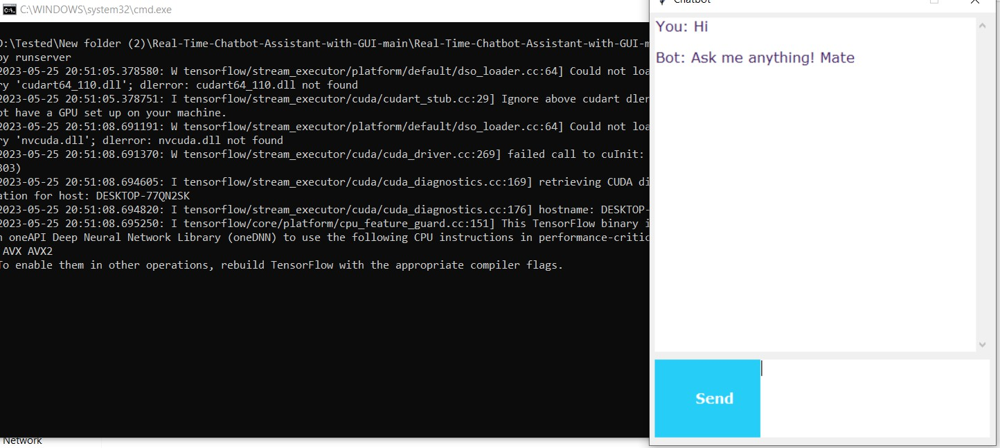 C:\WINDOWS\system32\cmd.exe
D:\Tested\New folder (2)\Real-Time-Chatbot-Assistant-with-GUI-main\Real-Time-Chatbot-Assistant-with-GUI-m
py runserver
2023-05-25 20:51:05.378580: W tensorflow/stream_executor/platform/default/dso_loader.cc:64] Could not loa
ry 'cudart64_110.dll'; dlerror: cudart64_110.dll not found
2023-05-25 20:51:05.378751: I tensorflow/stream_executor/cuda/cudart_stub.cc:29] Ignore above cudart dler
ot have a GPU set up on your machine.
2023-05-25 20:51:08.691191: W tensorflow/stream_executor/platform/default/dso_loader.cc:64] Could not loa
ry 'nvcuda.dll'; dlerror: nvcuda.dll not found
2023-05-25 20:51:08.691370: W tensorflow/stream_executor/cuda/cuda_driver.cc:269] failed call to cuInit:
303)
2023-05-25 20:51:08.694605: I tensorflow/stream_executor/cuda/cuda_diagnostics.cc:169] retrieving CUDA di
ation for host: DESKTOP-77QN2SK
2023-05-25 20:51:08.694820: I tensorflow/stream_executor/cuda/cuda_diagnostics.cc:176] hostname: DESKTOP-
2023-05-25 20:51:08.695250: I tensorflow/core/platform/cpu_feature_guard.cc:151] This TensorFlow binary i
n oneAPI Deep Neural Network Library (oneDNN) to use the following CPU instructions in performance-critic
AVX AVX2
To enable them in other operations, rebuild TensorFlow with the appropriate compiler flags.
Network
Chatbot
You: Hi
Bot: Ask me anything! Mate
Send